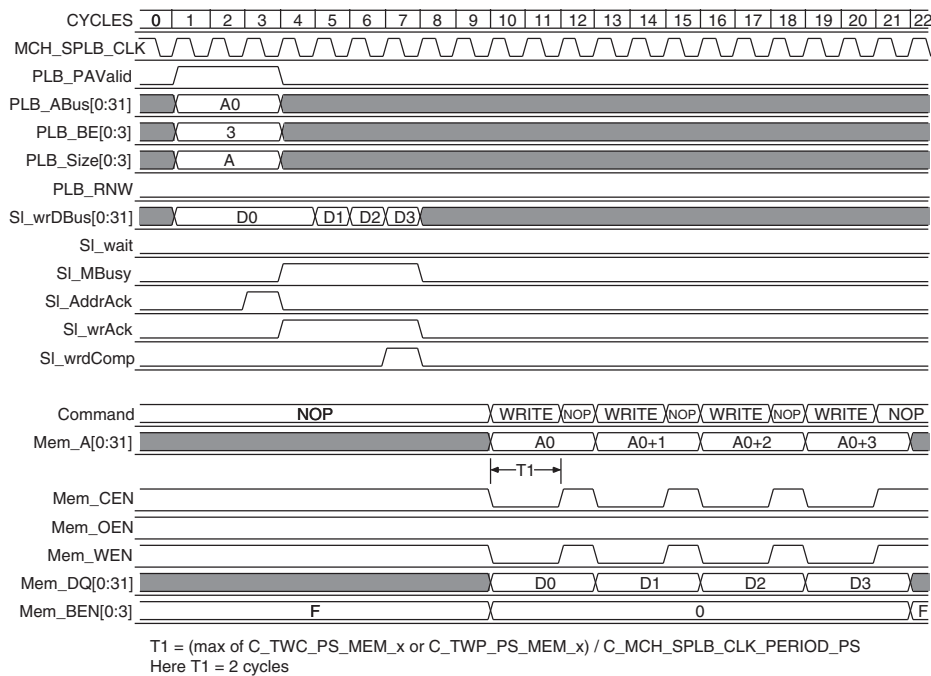 CYCLES 0 1 2 3 4 5 6 7 8 9 10 11 12 13 14 15 16 17 18 19 20 21 22
MCH_SPLB_CLK
PLB_PAValid
PLB_ABus[0:31] A0
PLB_BE[0:3] 3
PLB_Size[0:3] A
PLB_RNW
Sl_wrDBus[0:31] D0 D1 D2 D3
Sl_wait
Sl_MBusy
Sl_AddrAck
Sl_wrAck
Sl_wrdComp
Command NOP WRITE NOP WRITE NOP WRITE NOP WRITE NOP
Mem_A[0:31] A0 A0+1 A0+2 A0+3
T1
Mem_CEN
Mem_OEN
Mem_WEN
Mem_DQ[0:31] D0 D1 D2 D3
Mem_BEN[0:3] F 0 F
T1 = (max of C_TWC_PS_MEM_x or C_TWP_PS_MEM_x) / C_MCH_SPLB_CLK_PERIOD_PS
Here T1 = 2 cycles